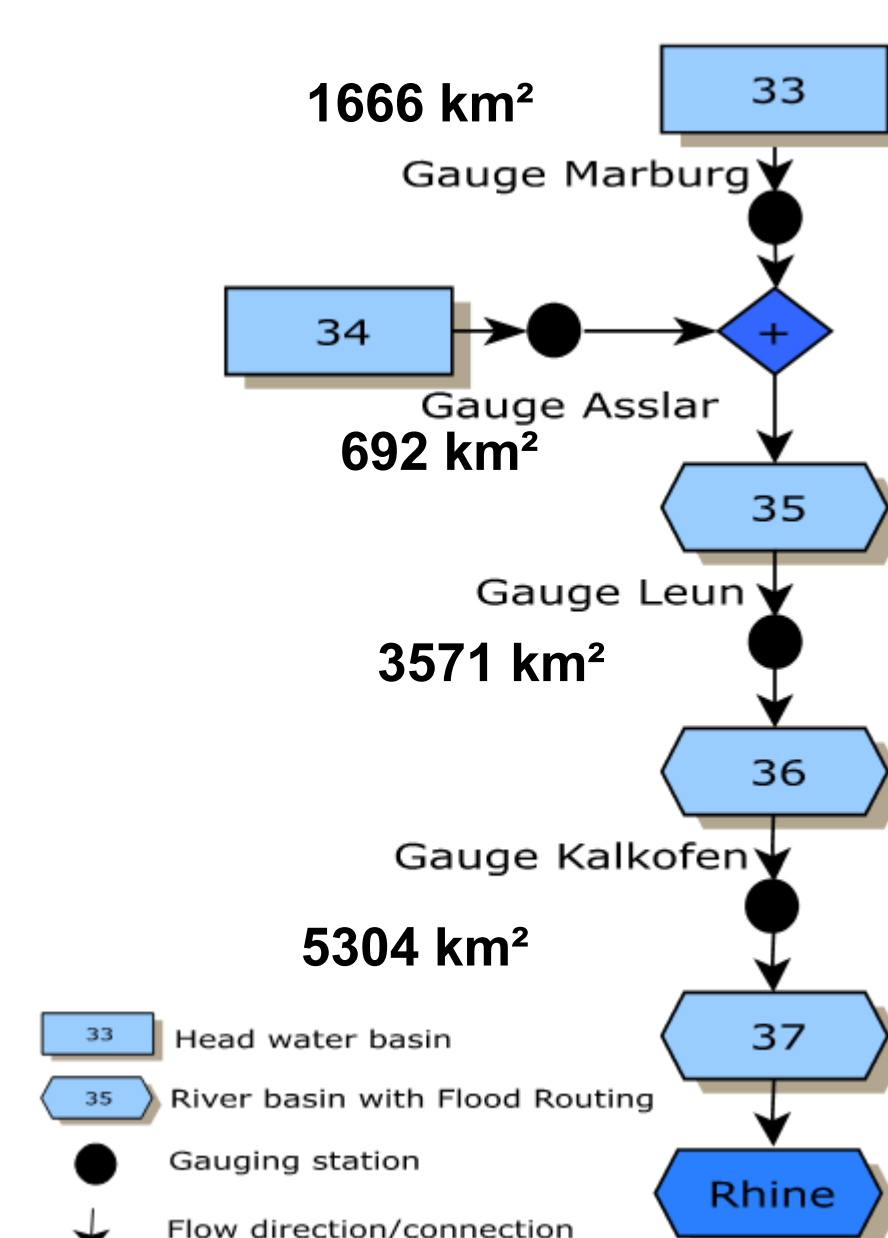 33
1666 km²
Gauge Marburg
34
+
Gauge Asslar
692 km²
35
Gauge Leun
3571 km²
36
Gauge Kalkofen
5304 km²
37
33 Head water basin
35 River basin with Flood Routing
Gauging station
Rhine
Flow direction/connection